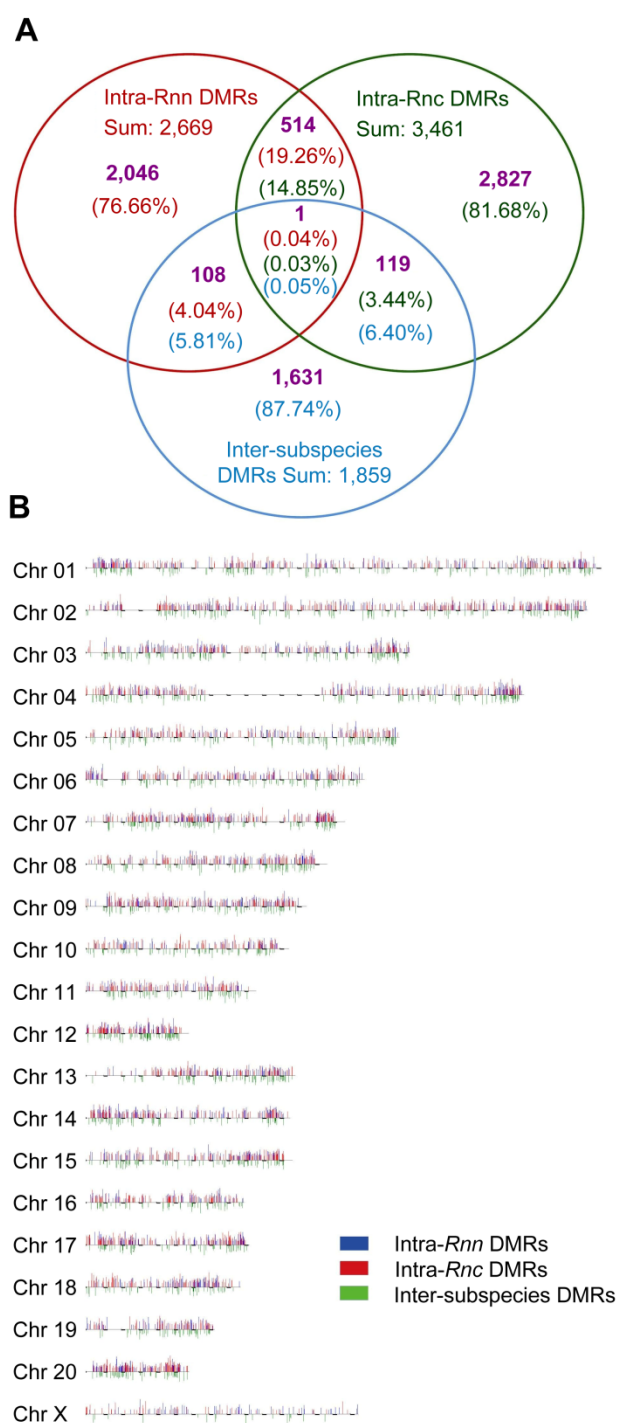 A
Intra-Rnn DMRs
Sum: 2,669
Intra-Rnc DMRs
Sum: 3,461
514
(19.26%)
(14.85%)
2,046
(76.66%)
2,827
(81.68%)
1
(0.04%)
(0.03%)
(0.05%)
108
(4.04%)
(5.81%)
119
(3.44%)
(6.40%)
1,631
(87.74%)
Inter-subspecies
DMRs Sum: 1,859
B
Chr 01
Chr 02
Chr 03
Chr 04
Chr 05
Chr 06
Chr 07
Chr 08
Chr 09
Chr 10
Chr 11
Chr 12
Chr 13
Chr 14
Chr 15
Chr 16
Chr 17
Chr 18
Chr 19
Chr 20
Chr X
Intra-Rnn DMRs
Intra-Rnc DMRs
Inter-subspecies DMRs